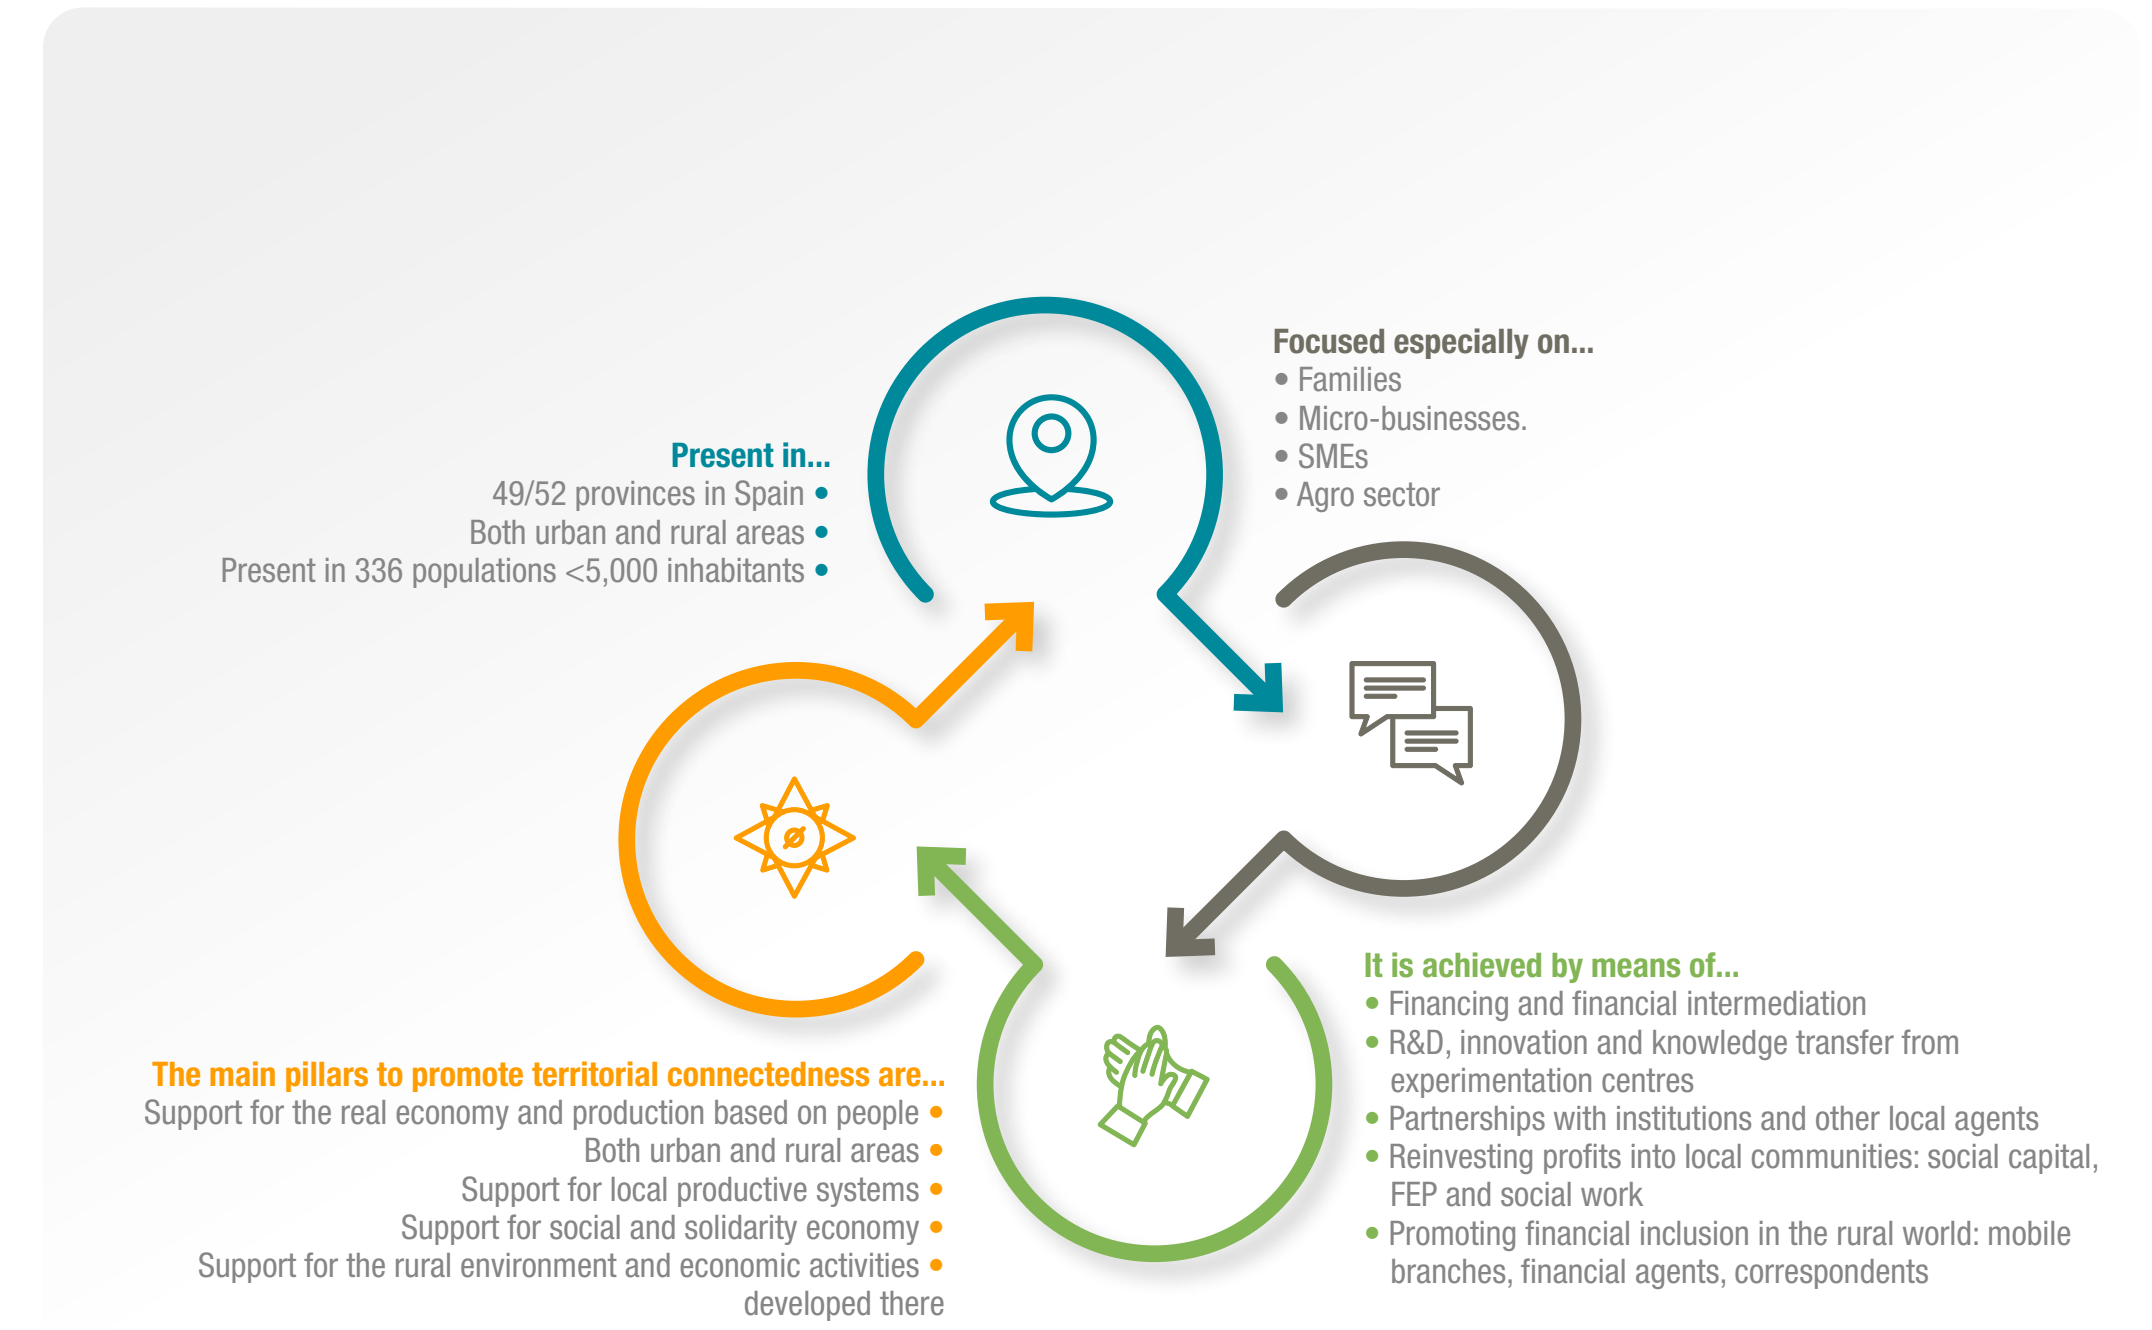 Present in...
49/52 provinces in Spain •
Both urban and rural areas •
Present in 336 populations <5,000 inhabitants •
Focused especially on...
• Families
• Micro-businesses.
• SMEs
• Agro sector
It is achieved by means of...
• Financing and financial intermediation
• R&D, innovation and knowledge transfer from
experimentation centres
• Partnerships with institutions and other local agents
• Reinvesting profits into local communities: social capital,
FEP and social work
• Promoting financial inclusion in the rural world: mobile
branches, financial agents, correspondents
The main pillars to promote territorial connectedness are...
Support for the real economy and production based on people •
Both urban and rural areas •
Support for local productive systems •
Support for social and solidarity economy •
Support for the rural environment and economic activities •
developed there